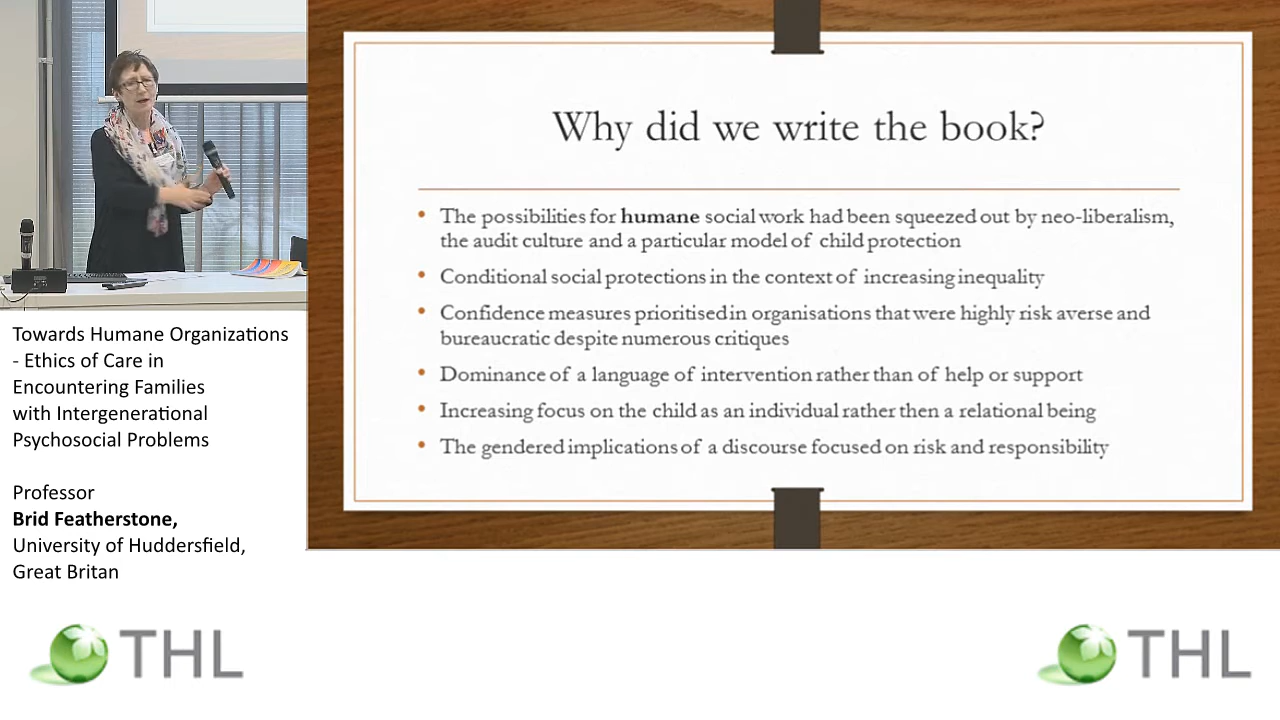 Why did we write the book?
• The possibilities for humane social work had been squeezed out by neo-liberalism,
the audit culture and a particular model of child protection
• Conditional social protections in the context of increasing inequality
• Confidence measures prioritised in organisations that were highly risk averse and
bureaucratic despite numerous critiques
• Dominance of a language of intervention rather than of help or support
• Increasing focus on the child as an individual rather then a relational being
• The gendered implications of a discourse focused on risk and responsibility
Towards Humane Organizations
- Ethics of Care in
Encountering Families
with Intergenerational
Psychosocial Problems
Professor
Brid Featherstone,
University of Huddersfield,
Great Britan
THL
THL